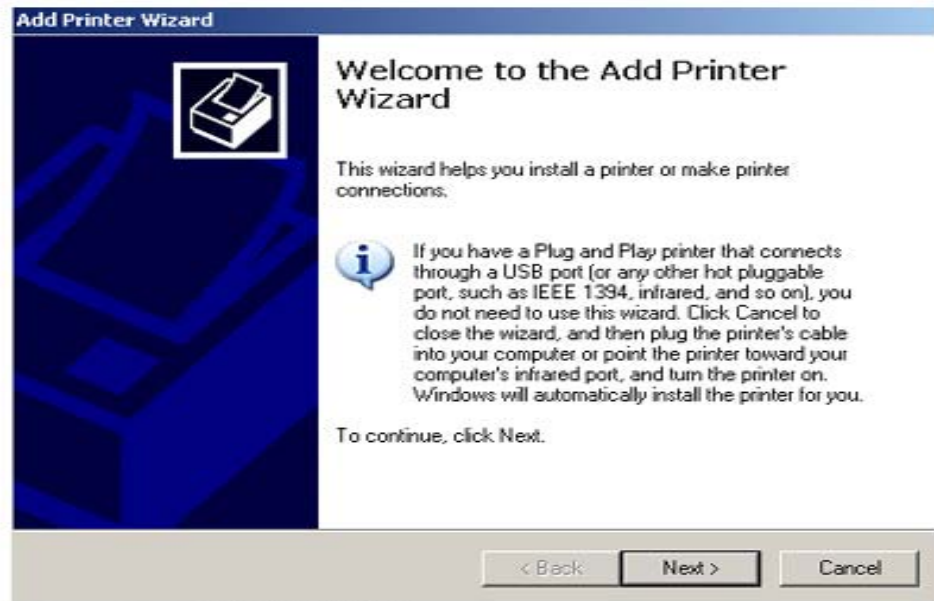 Add Printer Wizard
Welcome to the Add Printer
Wizard
This wizard helps you install a printer or make printer
connections.
If you have a Plug and Play printer that connects
through a USB port (or any other hot pluggable
port, such as IEEE 1394, infrared, and so on), you
do not need to use this wizard. Click Cancel to
close the wizard, and then plug the printer's cable
into your computer or point the printer toward your
computer's infrared port, and turn the printer on.
Windows will automatically install the printer for you.
To continue, click Next.
< Back Next > Cancel